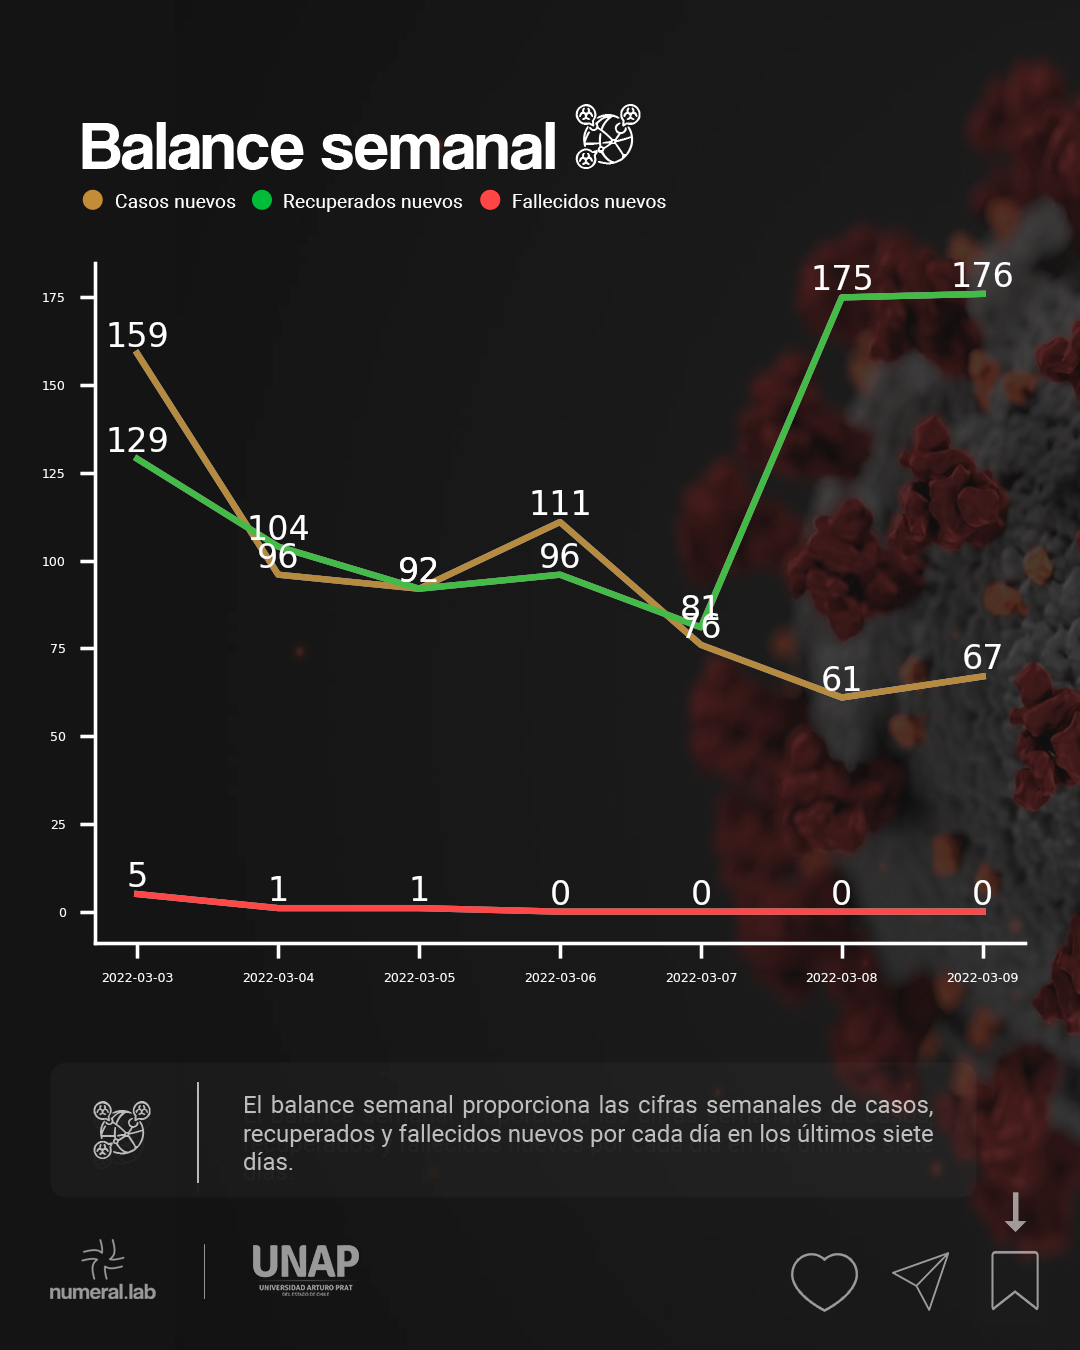 Balance semanal
Casos nuevos Recuperados nuevos Fallecidos nuevos
175
150
125
100
75
50
25
0
159
129
104
96
92
111
96
81
76
175
176
61
67
5 1 1 0 0 0 0
2022-03-03 2022-03-04 2022-03-05 2022-03-06 2022-03-07 2022-03-08 2022-03-09
El balance semanal proporciona las cifras semanales de casos,
recuperados y fallecidos nuevos por cada día en los últimos siete
días.
numeral.lab
UNAP
UNIVERSIDAD ARTURO PRAT
DEL ESTADO DE CHILE